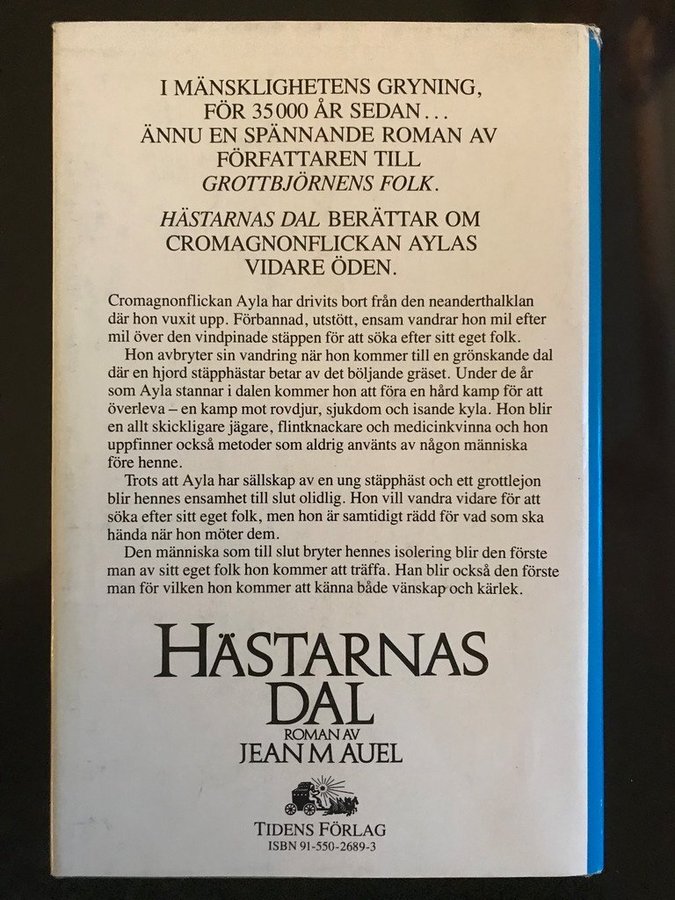 I MÄNSKLIGHETENS GRYNING,
FÖR 35 000 ÅR SEDAN...
ÄNNU EN SPÄNNANDE ROMAN AV
FÖRFATTAREN TILL
GROTTBJÖRNENS FOLK.
HÄSTARNAS DAL BERÄTTAR OM
CROMAGNONFLICKAN AYLAS
VIDARE ÖDEN.
Cromagnonflickan Ayla har drivits bort från den neanderthalklan
där hon vuxit upp. Förbannad, utstött, ensam vandrar hon mil efter
mil över den vindpinade stäppen för att söka efter sitt eget folk.
Hon avbryter sin vandring när hon kommer till en grönskande dal
där en hjord stäpphästar betar av det böljande gräset. Under de år
som Ayla stannar i dalen kommer hon att föra en hård kamp för att
överleva – en kamp mot rovdjur, sjukdom och isande kyla. Hon blir
en allt skickligare jägare, flintknackare och medicinkvinna och hon
uppfinner också metoder som aldrig använts av någon människa
före henne.
Trots att Ayla har sällskap av en ung stäpphäst och ett grottlejon
blir hennes ensamhet till slut olidlig. Hon vill vandra vidare för att
söka efter sitt eget folk, men hon är samtidigt rädd för vad som ska
hända när hon möter dem.
Den människa som till slut bryter hennes isolering blir den förste
man av sitt eget folk hon kommer att träffa. Han blir också den förste
man för vilken hon kommer att känna både vänskap och kärlek.
HÄSTARNAS
DAL
ROMAN AV
JEAN M AUEL
TIDENS FÖRLAG
ISBN 91-550-2689-3